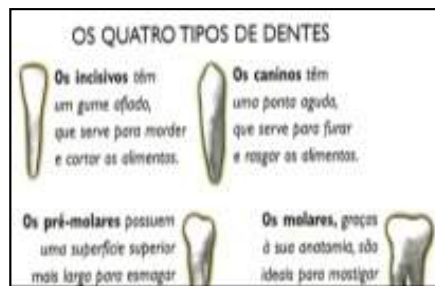 OS QUATRO TIPOS DE DENTES
Os incisivos têm
um gume afiado,
que serve para morder
e cortar os alimentos.
Os caninos têm
uma ponta aguda,
que serve para furar
e rasgar os alimentos.
Os pré-molares possuem
uma superfície superior
mais larga para esmagar
Os molares, graças
à sua anatomia, são
ideais para mastigar